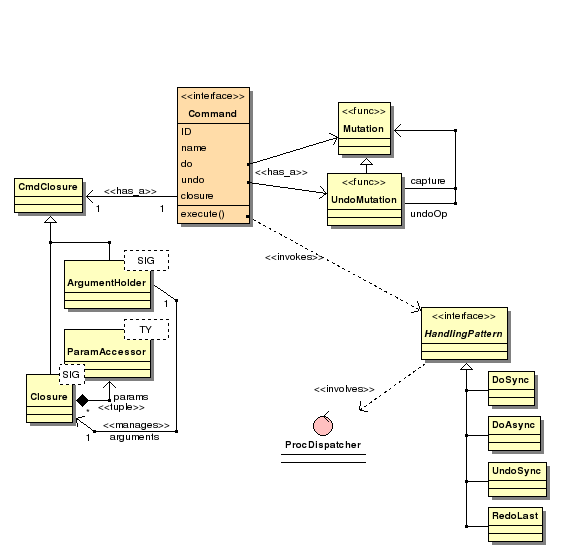 <<interface>>
Command
ID
name
do
undo
closure
execute()
<<func>>
Mutation
<<has_a>>
<<func>>
UndoMutation
capture
undoOp
CmdClosure
<<has_a>>
1
1
<<invokes>>
SIG
ArgumentHolder
1
TY
ParamAccessor
SIG
Closure
params
<<tuple>>
*
<<manages>>
1
arguments
<<interface>>
HandlingPattern
<<involves>>
ProcDispatcher
DoSync
DoAsync
UndoSync
RedoLast